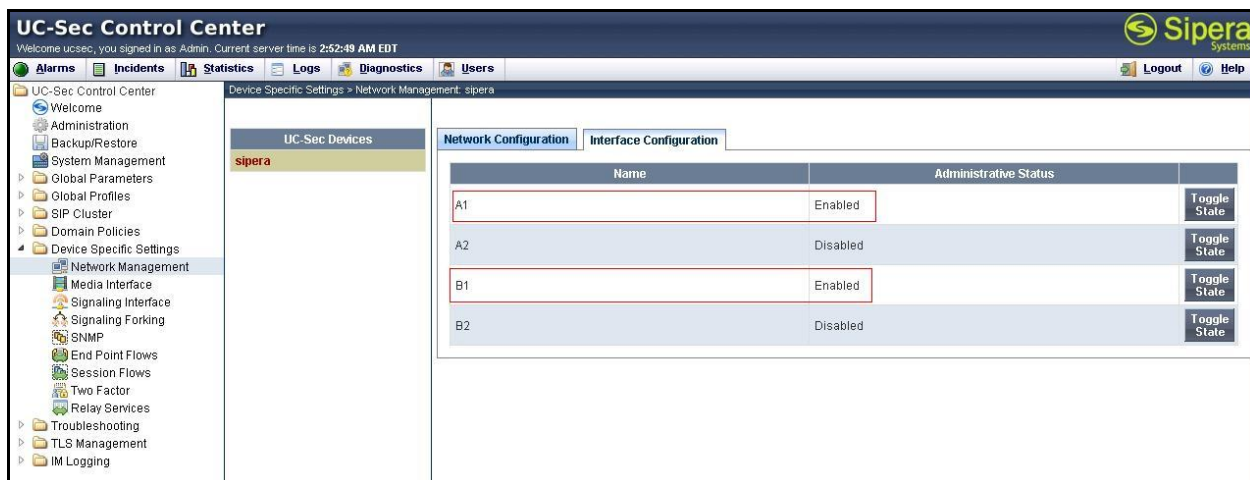 UC-Sec Control Center
Welcome ucsec, you signed in as Admin. Current server time is 2:52:49 AM EDT
Sipera
Systems
Alarms Incidents Statistics Logs Diagnostics Users Logout Help
UC-Sec Control Center
Welcome
Administration
Backup/Restore
System Management
Global Parameters
Global Profiles
SIP Cluster
Domain Policies
Device Specific Settings
Network Management
Media Interface
Signaling Interface
Signaling Forking
SNMP
End Point Flows
Session Flows
Two Factor
Relay Services
Troubleshooting
TLS Management
IM Logging
Device Specific Settings > Network Management: sipera
UC-Sec Devices
sipera
Network Configuration Interface Configuration
Name Administrative Status
A1 Enabled Toggle State
A2 Disabled Toggle State
B1 Enabled Toggle State
B2 Disabled Toggle State